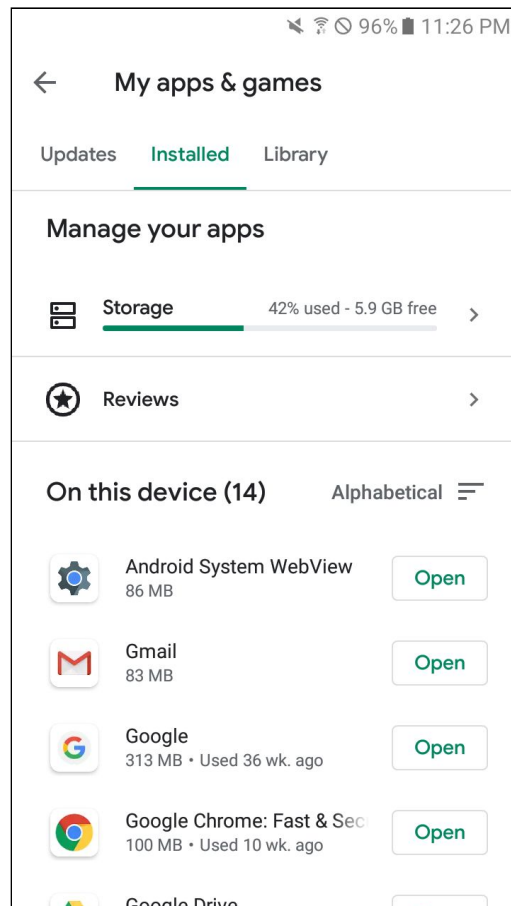 96% 11:26 PM
My apps & games
Updates Installed Library
Manage your apps
Storage 42% used - 5.9 GB free
Reviews
On this device (14) Alphabetical
Android System WebView
86 MB
Open
Gmail
83 MB
Open
Google
313 MB • Used 36 wk. ago
Open
Google Chrome: Fast & Sec
100 MB • Used 10 wk. ago
Open
Google Drive